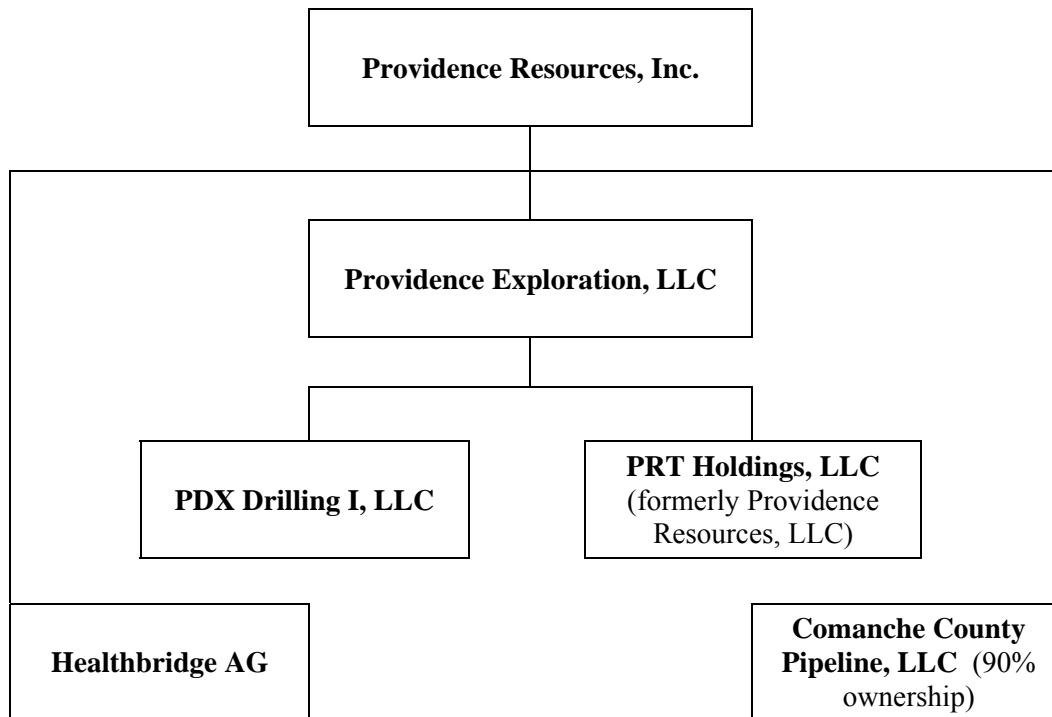 Providence Resources, Inc.
Providence Exploration, LLC
PDX Drilling I, LLC
PRT Holdings, LLC
(formerly Providence
Resources, LLC)
Healthbridge AG
Comanche County
Pipeline, LLC (90%
ownership)